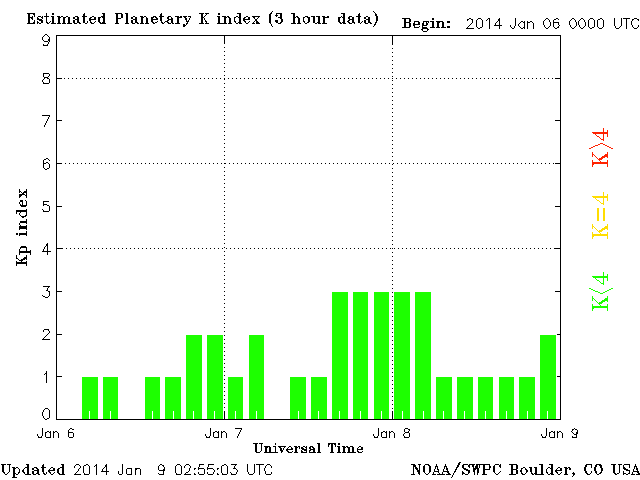 Estimated Planetary K index (3 hour data)
Begin: 2014 Jan 06 0000 UTC
9
8
7
6
5
4
3
2
1
0
Kp index
K>4
K=4
K<4
Jan 6
Jan 7
Jan 8
Jan 9
Universal Time
Updated 2014 Jan 9 02:55:03 UTC
NOAA/SWPC Boulder, CO USA